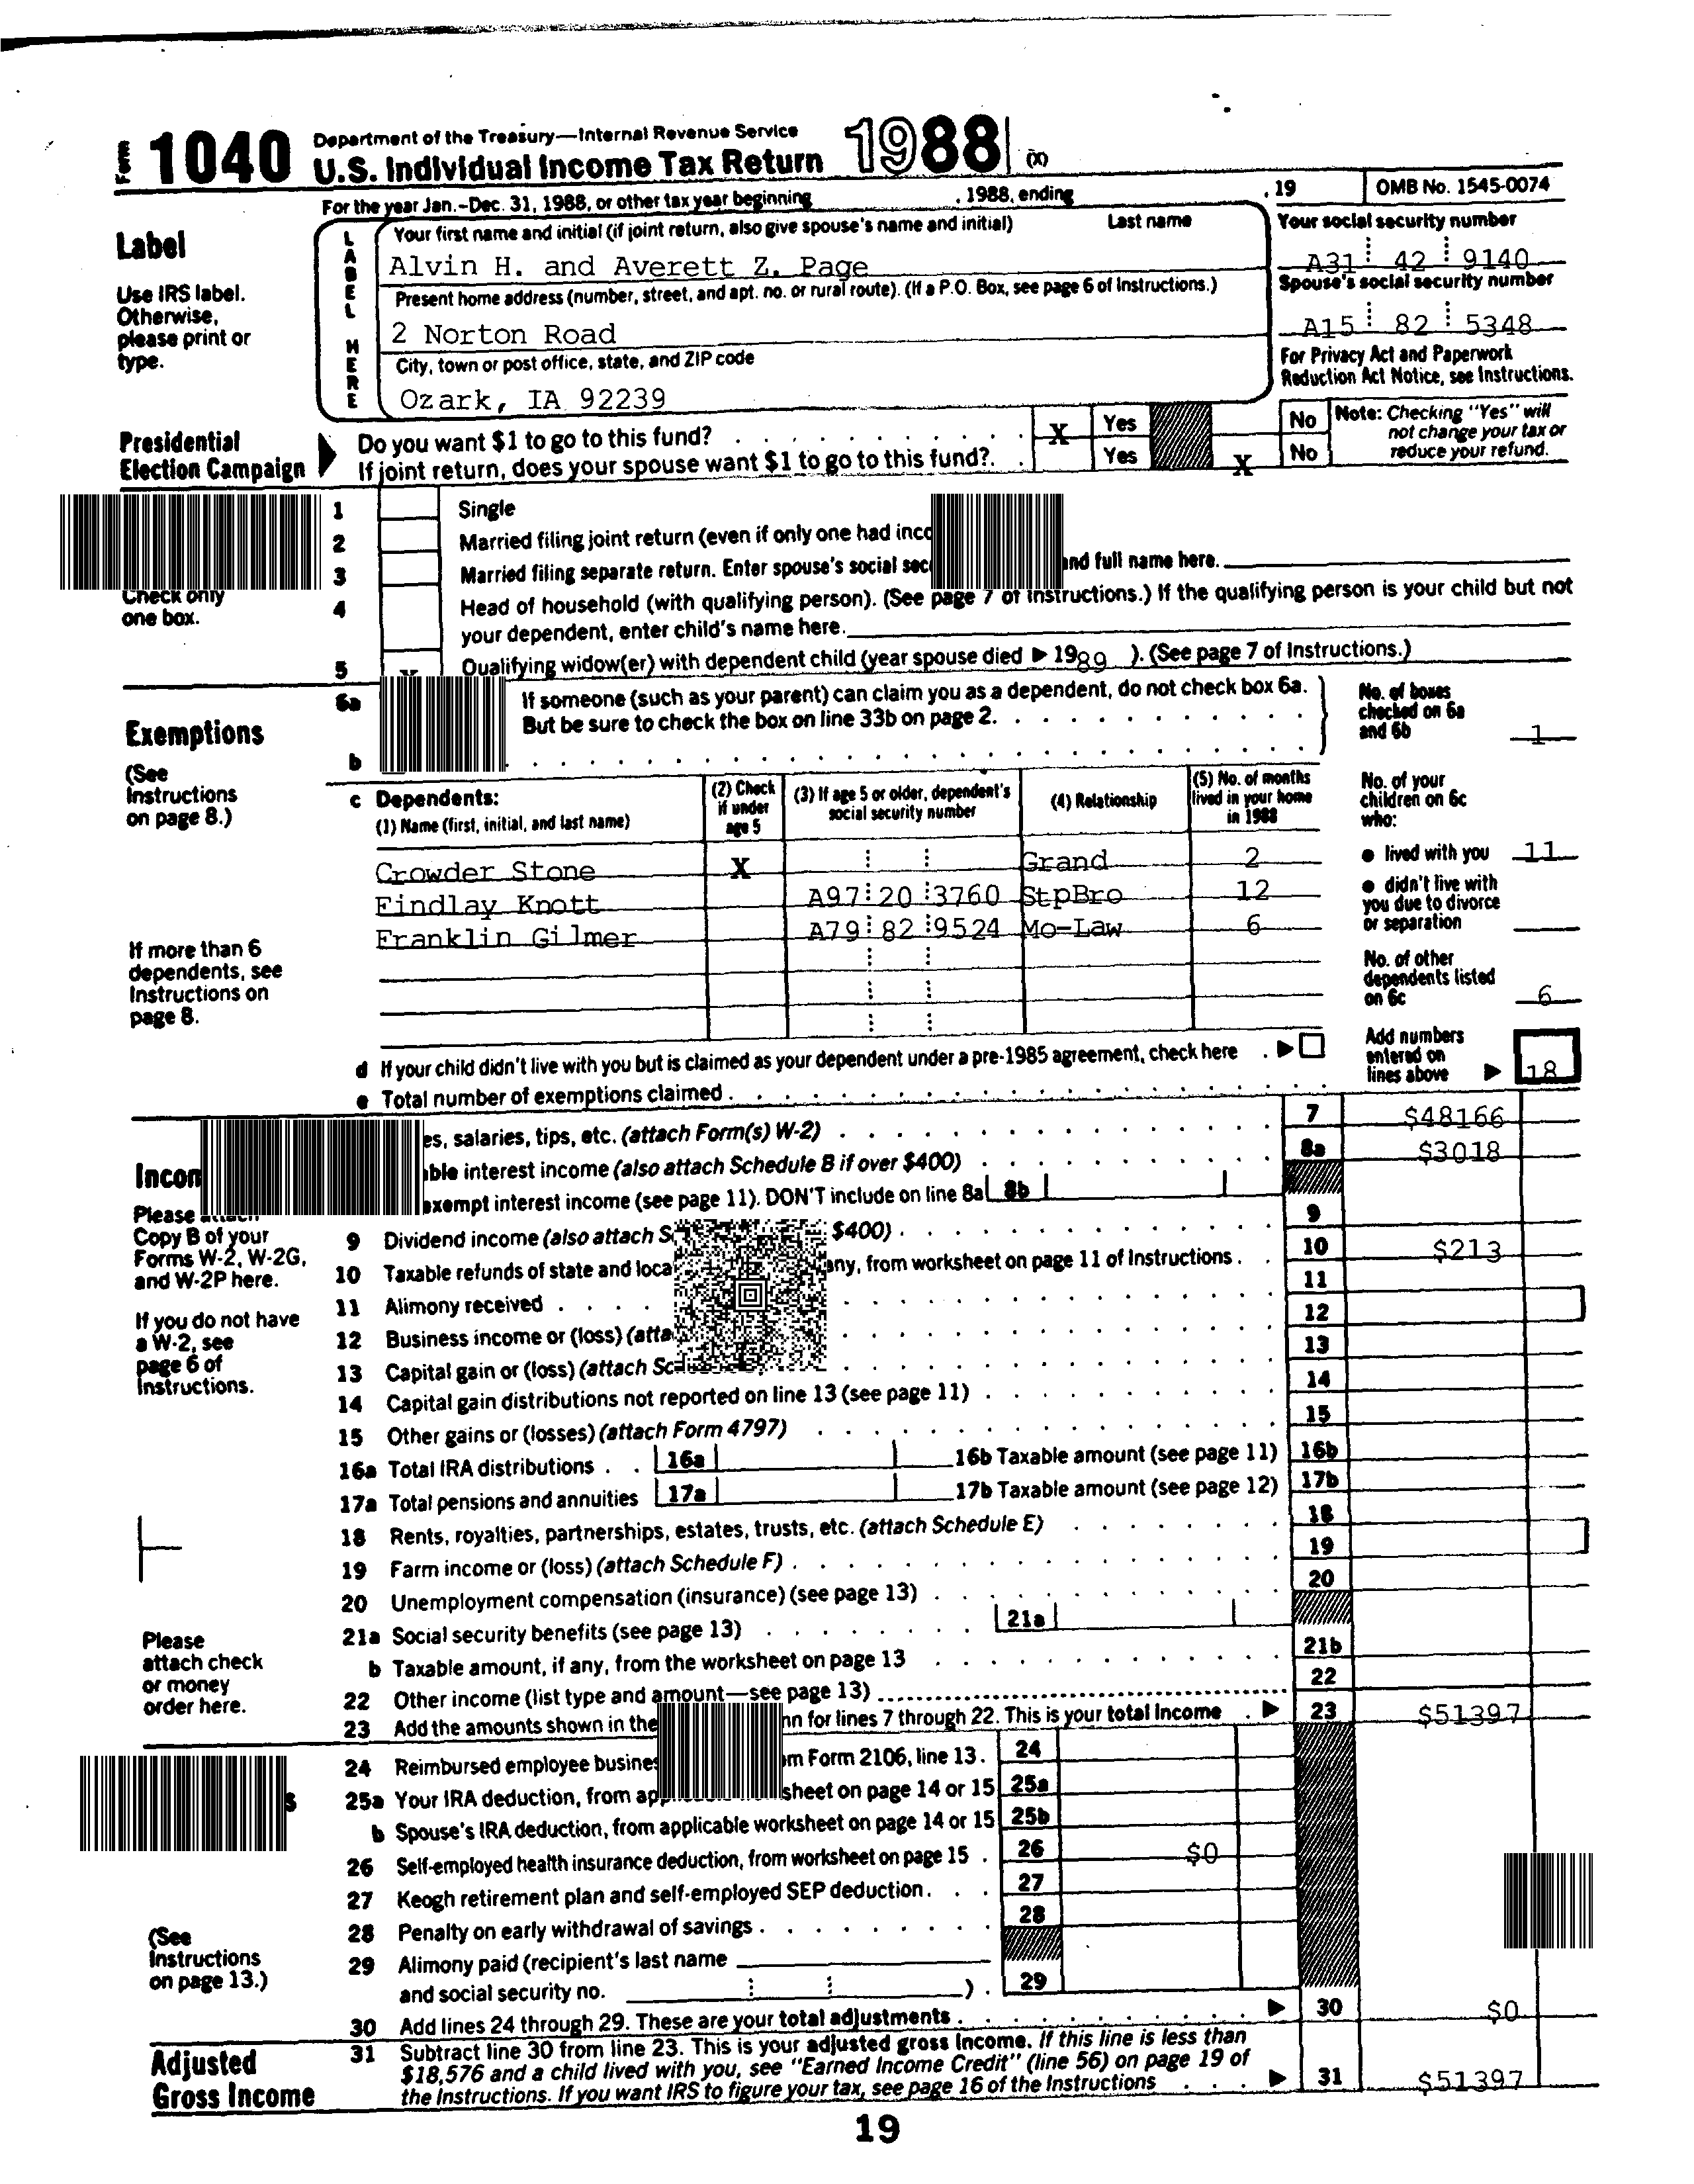 Form 1040 Department of the Treasury—Internal Revenue Service
U.S. Individual Income Tax Return 1988 (X)
For the year Jan.-Dec. 31, 1988, or other tax year beginning , 1988, ending , 19 OMB No. 1545-0074
Label
Use IRS label.
Otherwise,
please print or
type.
LABEL HERE
Your first name and initial (if joint return, also give spouse's name and initial) Last name
Alvin H. and Averett Z. Page
Present home address (number, street, and apt. no. or rural route). (If a P.O. Box, see page 6 of Instructions.)
2 Norton Road
City, town or post office, state, and ZIP code
Ozark, IA 92239
Your social security number
A31 42 9140
Spouse's social security number
A15 82 5348
For Privacy Act and Paperwork
Reduction Act Notice, see Instructions.
Presidential
Election Campaign
Do you want $1 to go to this fund? X Yes No
If joint return, does your spouse want $1 to go to this fund?. Yes X No
Note: Checking "Yes" will
not change your tax or
reduce your refund.
Check only
one box.
1 Single
2 Married filing joint return (even if only one had
3 Married filing separate return. Enter spouse's social and full name here.
4 Head of household (with qualifying person). (See page 7 of Instructions.) If the qualifying person is your child but not
your dependent, enter child's name here.
5 Qualifying widow(er) with dependent child (year spouse died ▶ 1989 ). (See page 7 of Instructions.)
Exemptions
(See
Instructions
on page 8.)
6a If someone (such as your parent) can claim you as a dependent, do not check box 6a.
But be sure to check the box on line 33b on page 2.
b
No. of boxes
checked on 6a
and 6b 1
c Dependents:
(1) Name (first, initial, and last name)
(2) Check
if under
age 5
(3) If age 5 or older, dependent's
social security number
(4) Relationship
(5) No. of months
lived in your home
in 1988
Crowder Stone X Grand 2
Findlay Knott A97 20 3760 StpBro 12
Franklin Gilmer A79 82 9524 Mo-Law 6
If more than 6
dependents, see
Instructions on
page 8.
No. of your
children on 6c
who:
● lived with you 11
● didn't live with
you due to divorce
or separation
No. of other
dependents listed
on 6c 6
Add numbers
entered on
lines above ▶ 18
d If your child didn't live with you but is claimed as your dependent under a pre-1985 agreement, check here . ▶
e Total number of exemptions claimed
Please
Copy B of your
Forms W-2, W-2G,
and W-2P here.
If you do not have
a W-2, see
page 6 of
Instructions.
salaries, tips, etc. (attach Form(s) W-2) 7 $48166
interest income (also attach Schedule B if over $400) 8a $3018
interest income (see page 11). DON'T include on line 8a 8b
9 Dividend income (also attach $400) 9
10 Taxable refunds of state and any, from worksheet on page 11 of Instructions 10 $213
11 Alimony received 11
12 Business income or (loss) 12
13 Capital gain or (loss) (attach 13
14 Capital gain distributions not reported on line 13 (see page 11) 14
15 Other gains or (losses) (attach Form 4797) 15
16a Total IRA distributions 16a 16b Taxable amount (see page 11) 16b
17a Total pensions and annuities 17a 17b Taxable amount (see page 12) 17b
18 Rents, royalties, partnerships, estates, trusts, etc. (attach Schedule E) 18
19 Farm income or (loss) (attach Schedule F) 19
20 Unemployment compensation (insurance) (see page 13) 20
21a Social security benefits (see page 13) 21a
b Taxable amount, if any, from the worksheet on page 13 21b
22 Other income (list type and amount—see page 13) 22
23 Add the amounts shown in the for lines 7 through 22. This is your total income ▶ 23 $51397
Please
attach check
or money
order here.
24 Reimbursed employee Form 2106, line 13. 24
25a Your IRA deduction, from on page 14 or 15 25a
b Spouse's IRA deduction, from applicable worksheet on page 14 or 15 25b
26 Self-employed health insurance deduction, from worksheet on page 15 26 $0
27 Keogh retirement plan and self-employed SEP deduction 27
28 Penalty on early withdrawal of savings 28
29 Alimony paid (recipient's last name
and social security no. ) 29
(See
Instructions
on page 13.)
30 Add lines 24 through 29. These are your total adjustments ▶ 30 $0
Adjusted
Gross Income
31 Subtract line 30 from line 23. This is your adjusted gross income. If this line is less than
$18,576 and a child lived with you, see "Earned Income Credit" (line 56) on page 19 of
the Instructions. If you want IRS to figure your tax, see page 16 of the Instructions ▶ 31 $51397
19